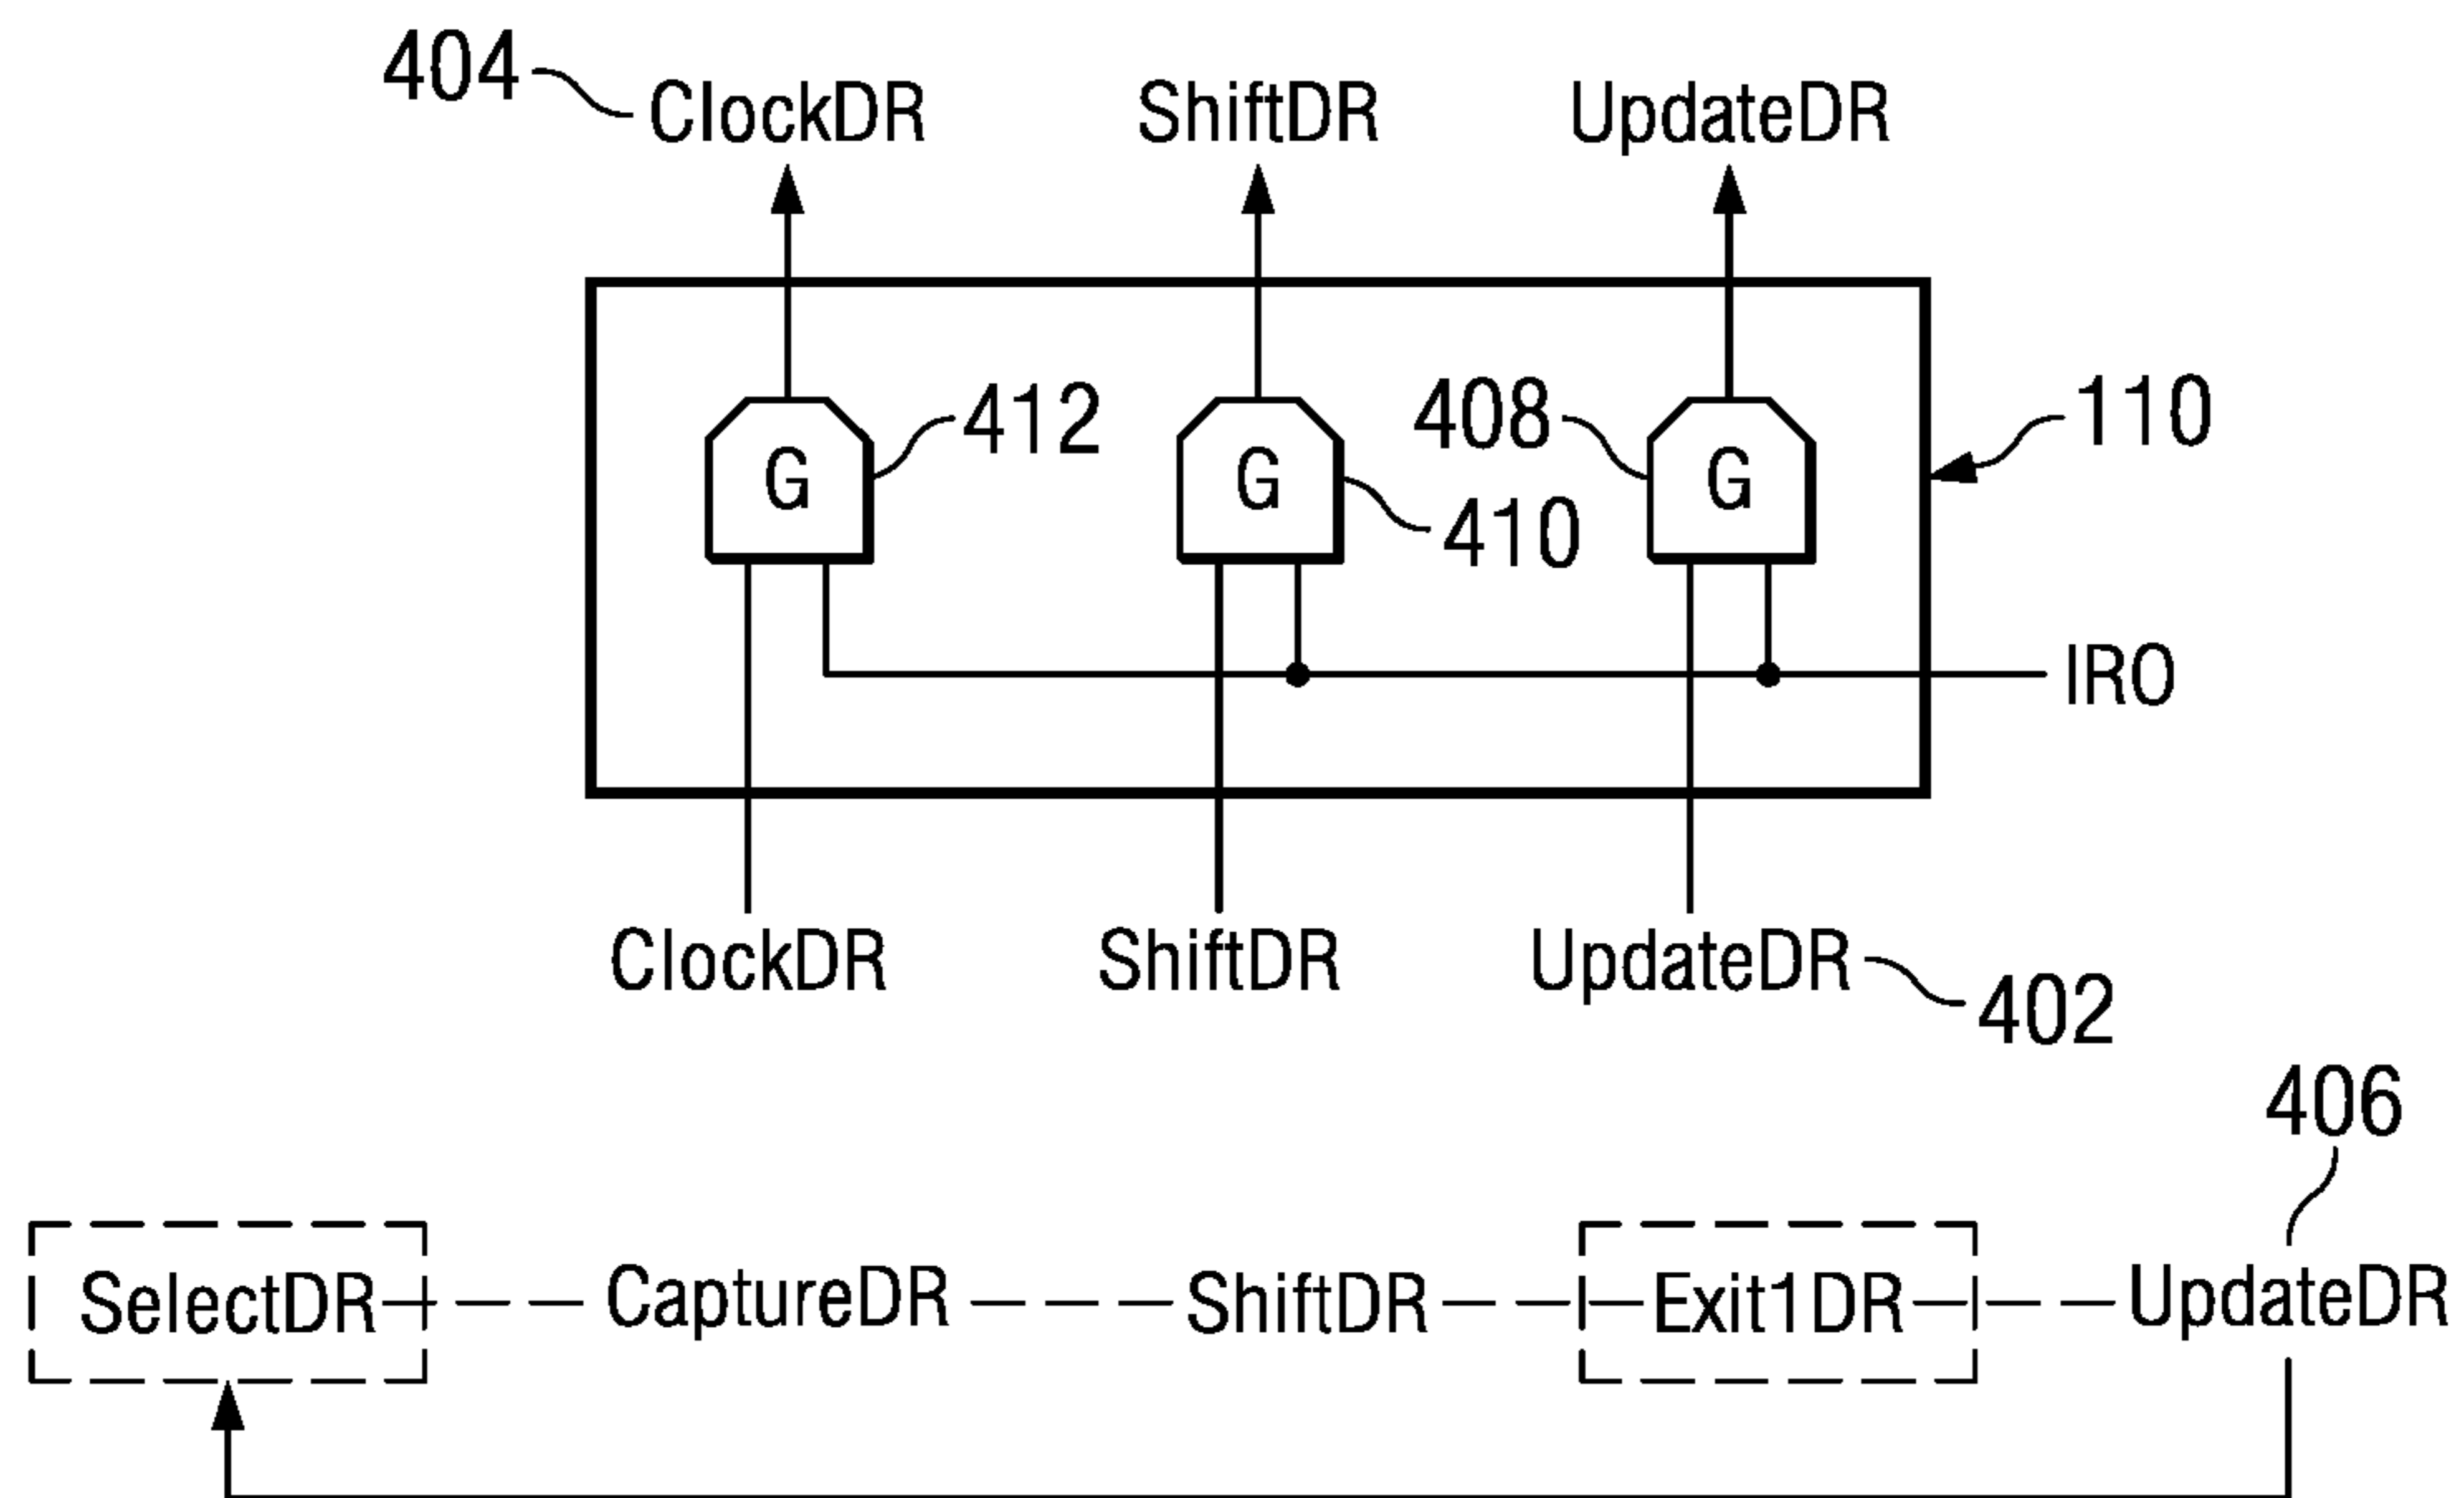 404 ClockDR ShiftDR UpdateDR
G 412 G 410 408 G 110
IRO
ClockDR ShiftDR UpdateDR 402
406
SelectDR CaptureDR ShiftDR Exit1DR UpdateDR